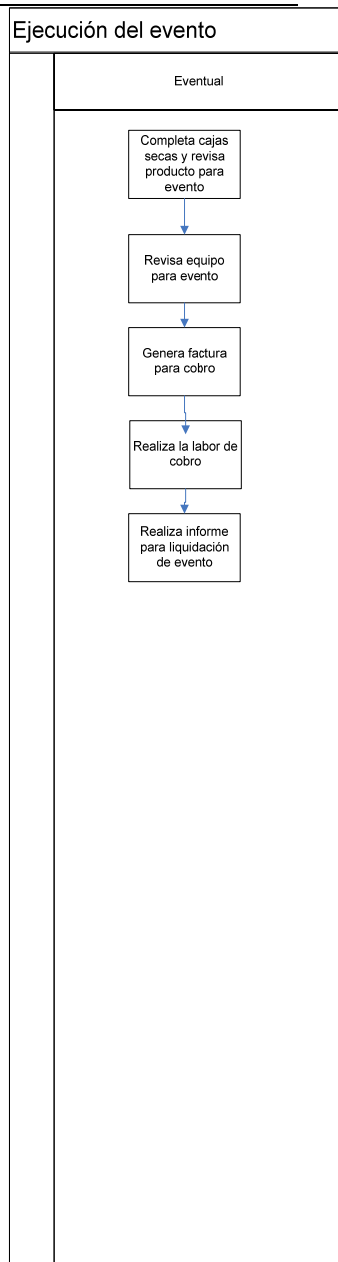 Ejecución del evento
Eventual
Completa cajas
secas y revisa
producto para
evento
Revisa equipo
para evento
Genera factura
para cobro
Realiza la labor de
cobro
Realiza informe
para liquidación
de evento